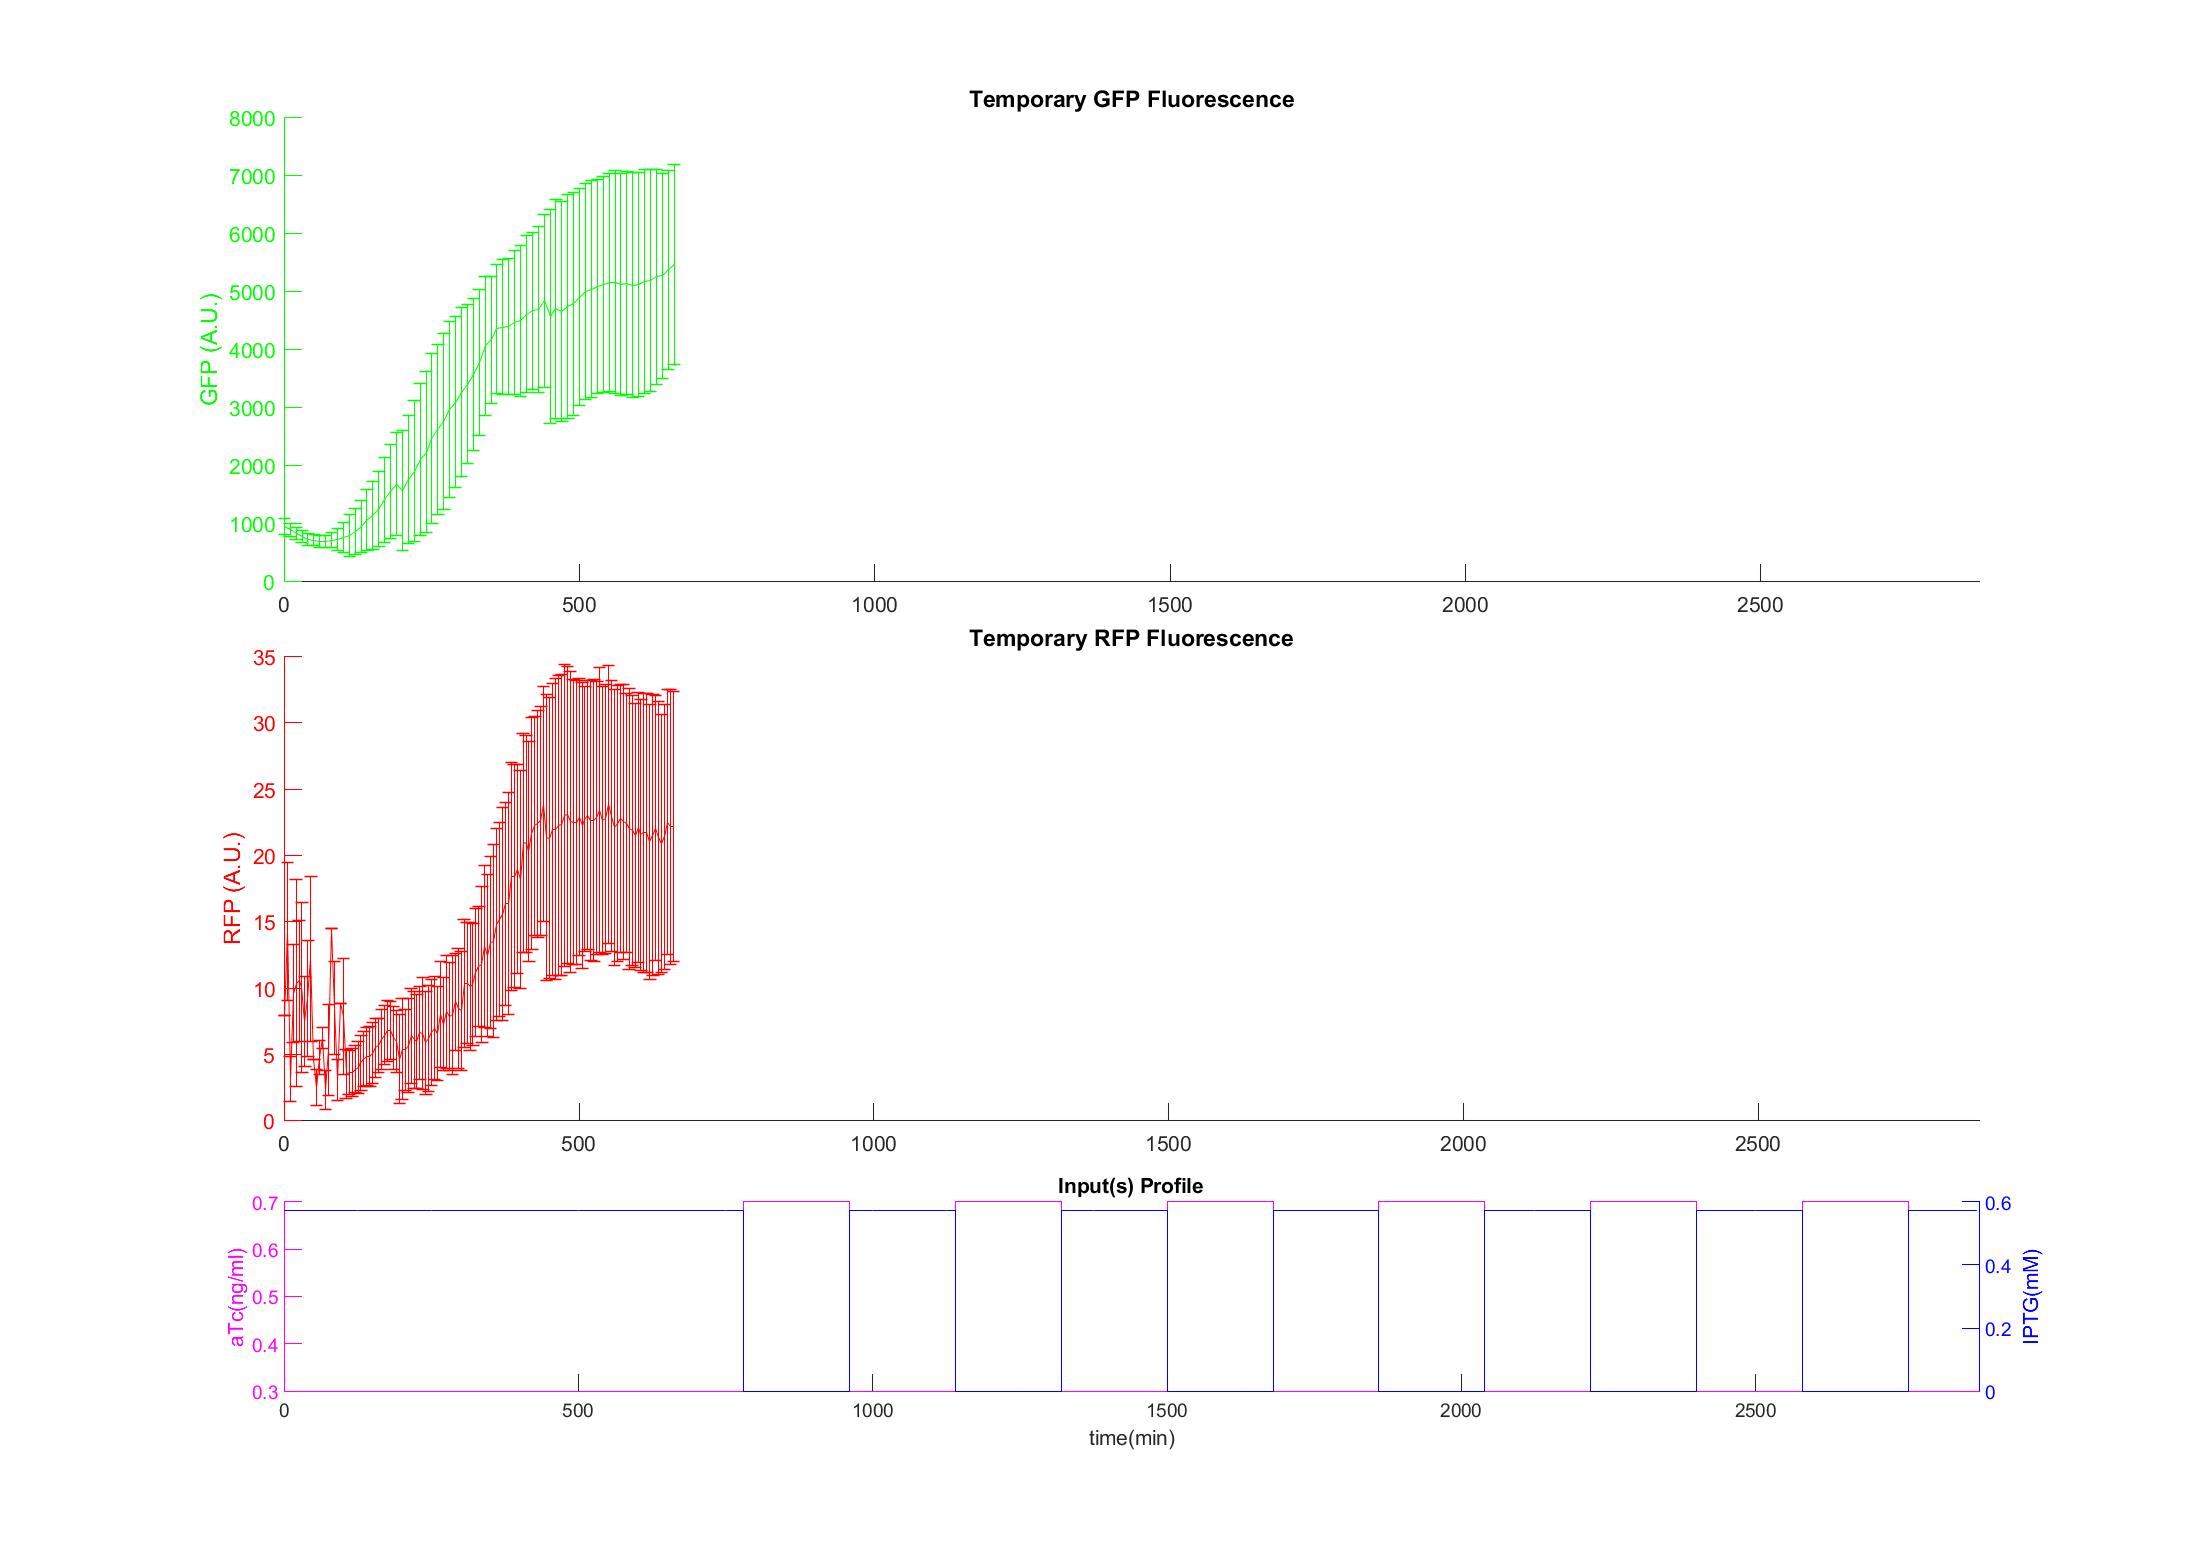 Temporary GFP Fluorescence
8000
7000
6000
5000
4000
3000
2000
1000
0
GFP (A.U.)
0 500 1000 1500 2000 2500
Temporary RFP Fluorescence
35
30
25
20
15
10
5
0
RFP (A.U.)
0 500 1000 1500 2000 2500
Input(s) Profile
0.7
0.6
0.5
0.4
0.3
aTc(ng/ml)
0.6
0.4
0.2
0
IPTG(mM)
0 500 1000 1500 2000 2500
time(min)